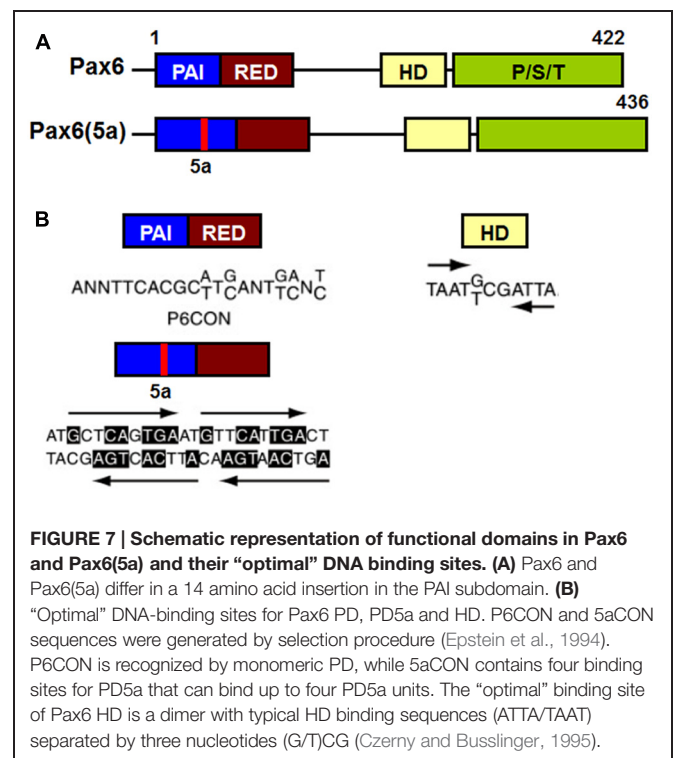 A
1
422
Pax6
PAI
RED
HD
P/S/T
436
Pax6(5a)
5a
B
PAI
RED
HD
ANNTTCACGC A/T T G/C ANT G/T A/C N T/C
TAAT G/T CGATTA
P6CON
5a
ATGCTCAGTGAATGTTCATTGACT
TACGAGTCACTTACAAGTAACTGA
FIGURE 7 | Schematic representation of functional domains in Pax6
and Pax6(5a) and their “optimal” DNA binding sites. (A) Pax6 and
Pax6(5a) differ in a 14 amino acid insertion in the PAI subdomain. (B)
“Optimal” DNA-binding sites for Pax6 PD, PD5a and HD. P6CON and 5aCON
sequences were generated by selection procedure (Epstein et al., 1994).
P6CON is recognized by monomeric PD, while 5aCON contains four binding
sites for PD5a that can bind up to four PD5a units. The “optimal” binding site
of Pax6 HD is a dimer with typical HD binding sequences (ATTA/TAAT)
separated by three nucleotides (G/T)CG (Czerny and Busslinger, 1995).